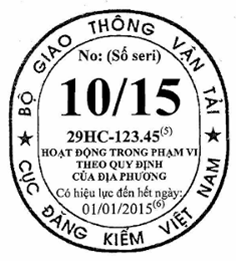 BỘ GIAO THÔNG VẬN TẢI
No: (Số seri)
10/15
29HC-123.45(5)
HOẠT ĐỘNG TRONG PHẠM VI
THEO QUY ĐỊNH
CỦA ĐỊA PHƯƠNG
Có hiệu lực đến hết ngày:
01/01/2015(6)
★ CỤC ĐĂNG KIỂM VIỆT NAM ★